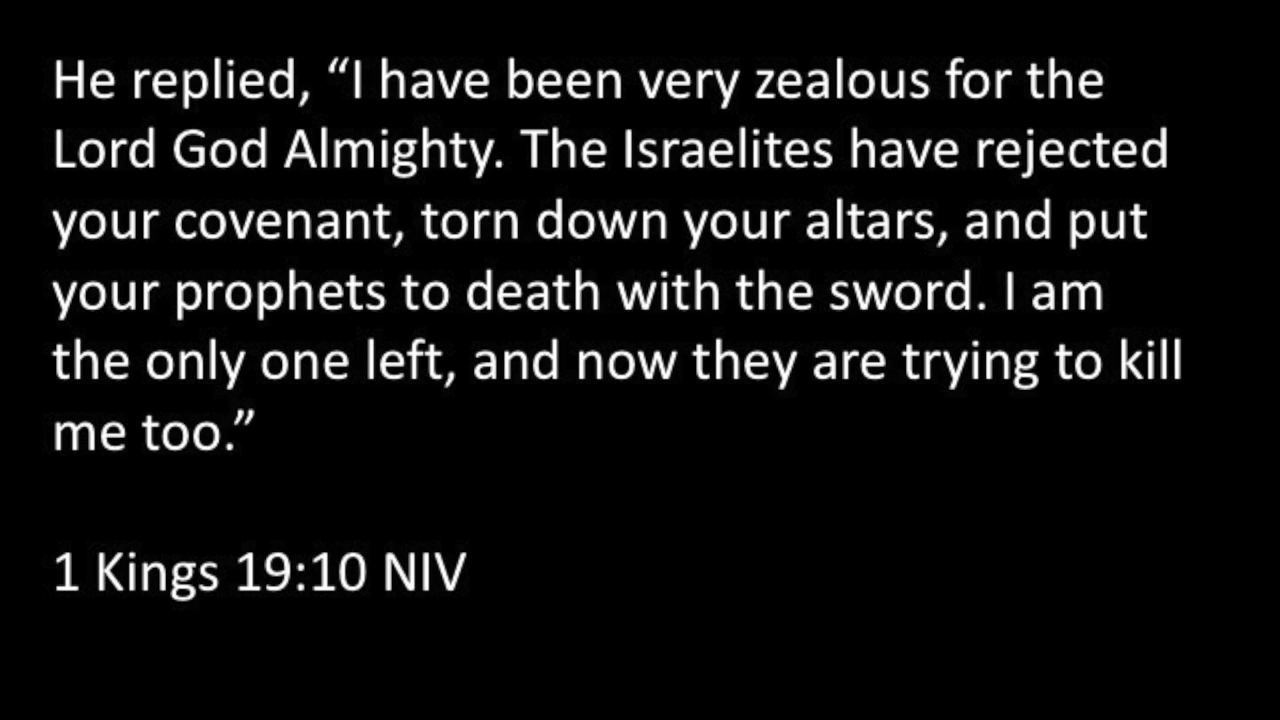 He replied, “I have been very zealous for the
Lord God Almighty. The Israelites have rejected
your covenant, torn down your altars, and put
your prophets to death with the sword. I am
the only one left, and now they are trying to kill
me too.”
1 Kings 19:10 NIV